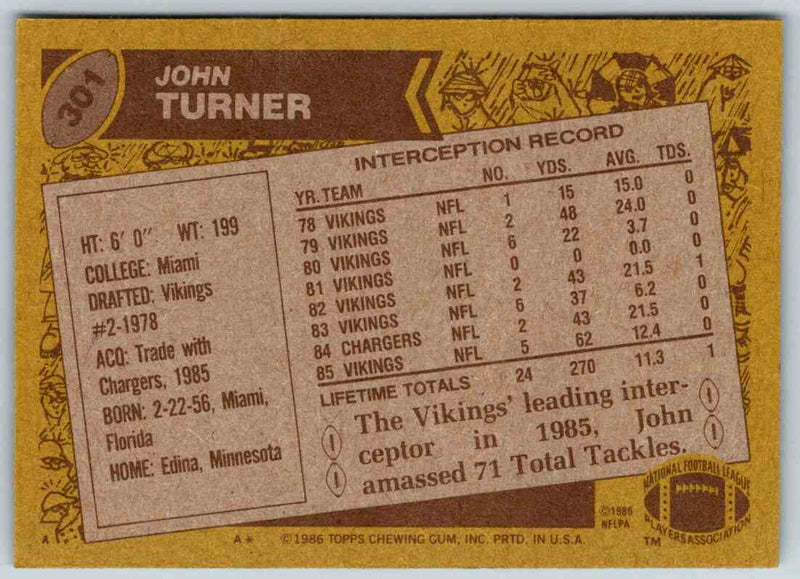 301
JOHN
TURNER
INTERCEPTION RECORD
YR. TEAM NO. YDS. AVG. TDS.
78 VIKINGS NFL 1 15 15.0 0
79 VIKINGS NFL 2 48 24.0 0
80 VIKINGS NFL 6 22 3.7 0
81 VIKINGS NFL 0 0 0.0 0
82 VIKINGS NFL 2 43 21.5 1
83 VIKINGS NFL 6 37 6.2 0
84 CHARGERS NFL 2 43 21.5 0
85 VIKINGS NFL 5 62 12.4 0
LIFETIME TOTALS 24 270 11.3 1
HT: 6' 0" WT: 199
COLLEGE: Miami
DRAFTED: Vikings
#2-1978
ACQ: Trade with
Chargers, 1985
BORN: 2-22-56, Miami,
Florida
HOME: Edina, Minnesota
The Vikings' leading inter-
ceptor in 1985, John
amassed 71 Total Tackles.
NATIONAL FOOTBALL LEAGUE
PLAYERS ASSOCIATION
TM
©1986
NFLPA
A A* ©1986 TOPPS CHEWING GUM, INC. PRTD. IN U.S.A.